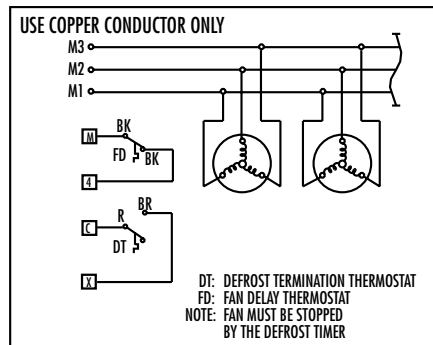 USE COPPER CONDUCTOR ONLY
M3
M2
M1
M
BK
FD
BK
4
BR
C
R
DT
X
DT: DEFROST TERMINATION THERMOSTAT
FD: FAN DELAY THERMOSTAT
NOTE: FAN MUST BE STOPPED
BY THE DEFROST TIMER